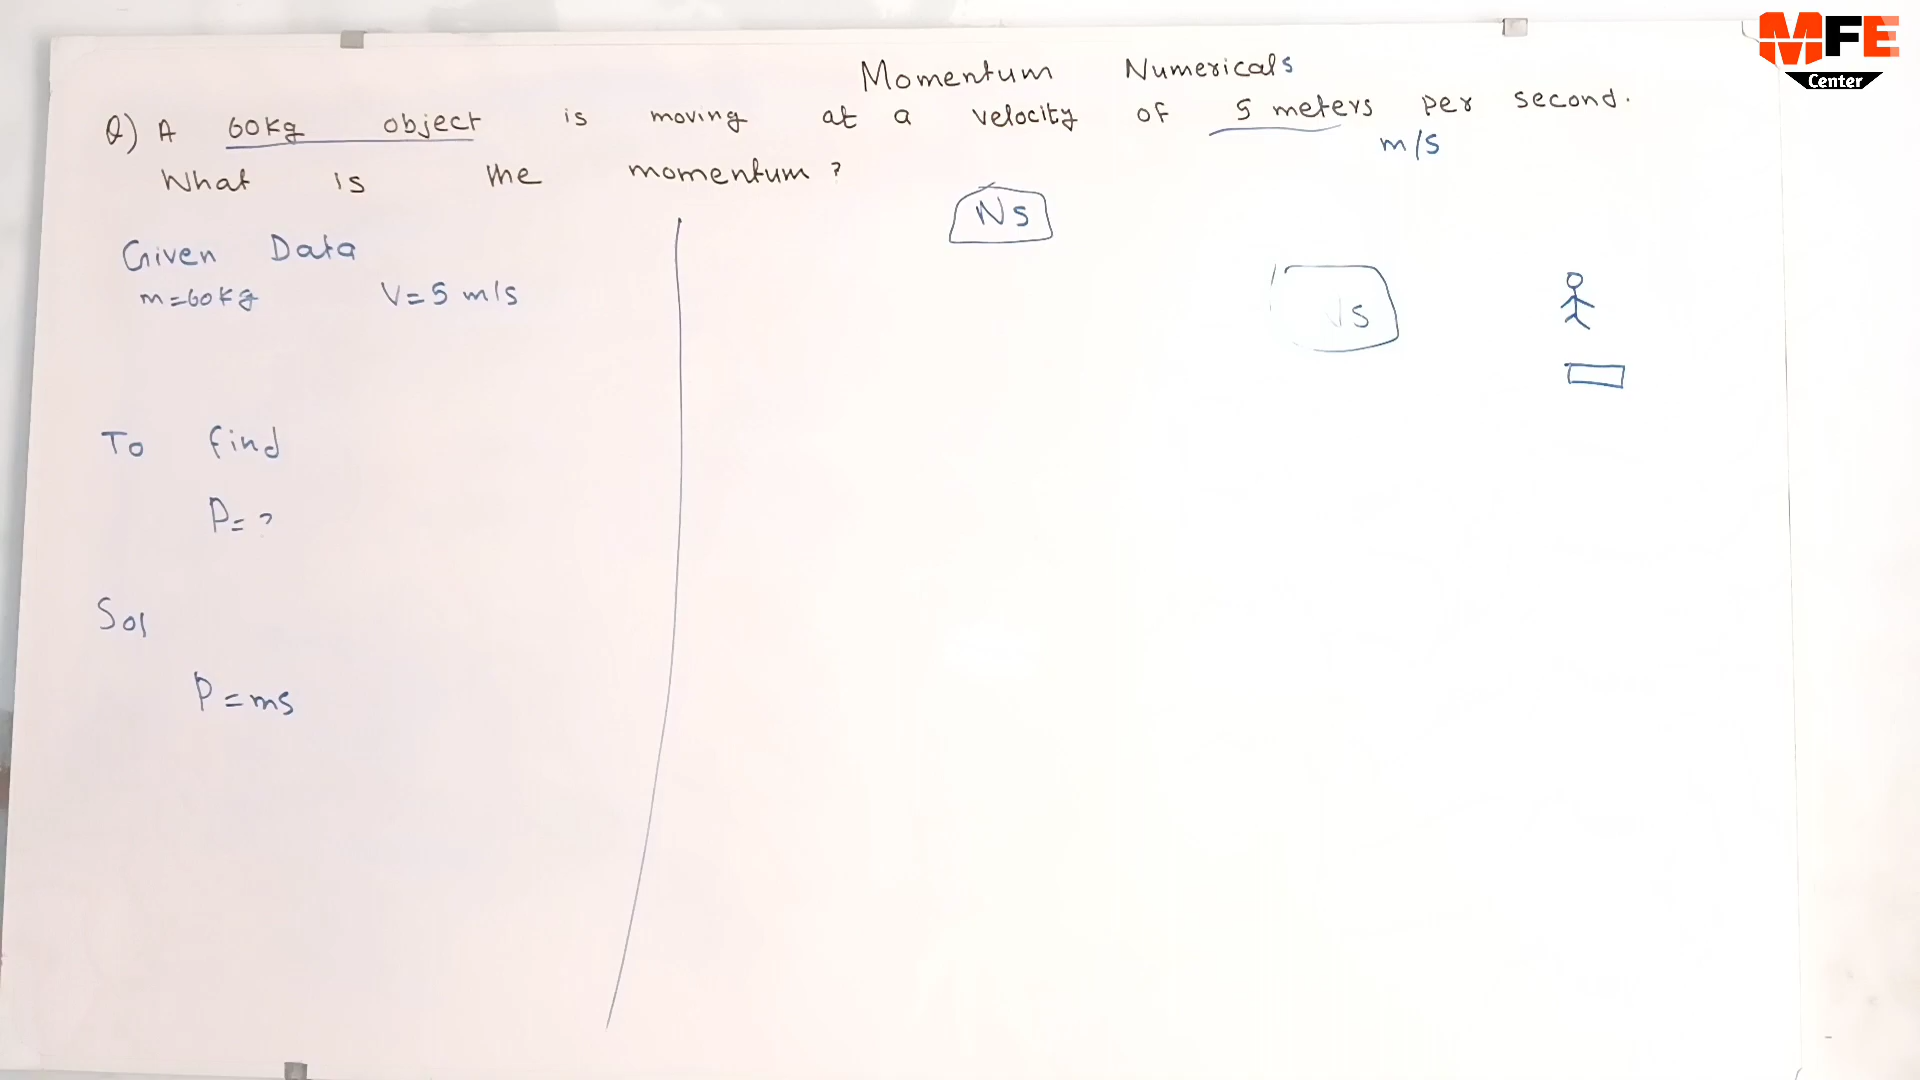 MFE
Center
Momentum Numericals
Q) A 60kg object is moving at a velocity of 5 meters per second.
m/s
What is the momentum ?
Ns
Given Data
m=60kg V=5 m/s
Ns
To find
P= ?
Sol
P=ms